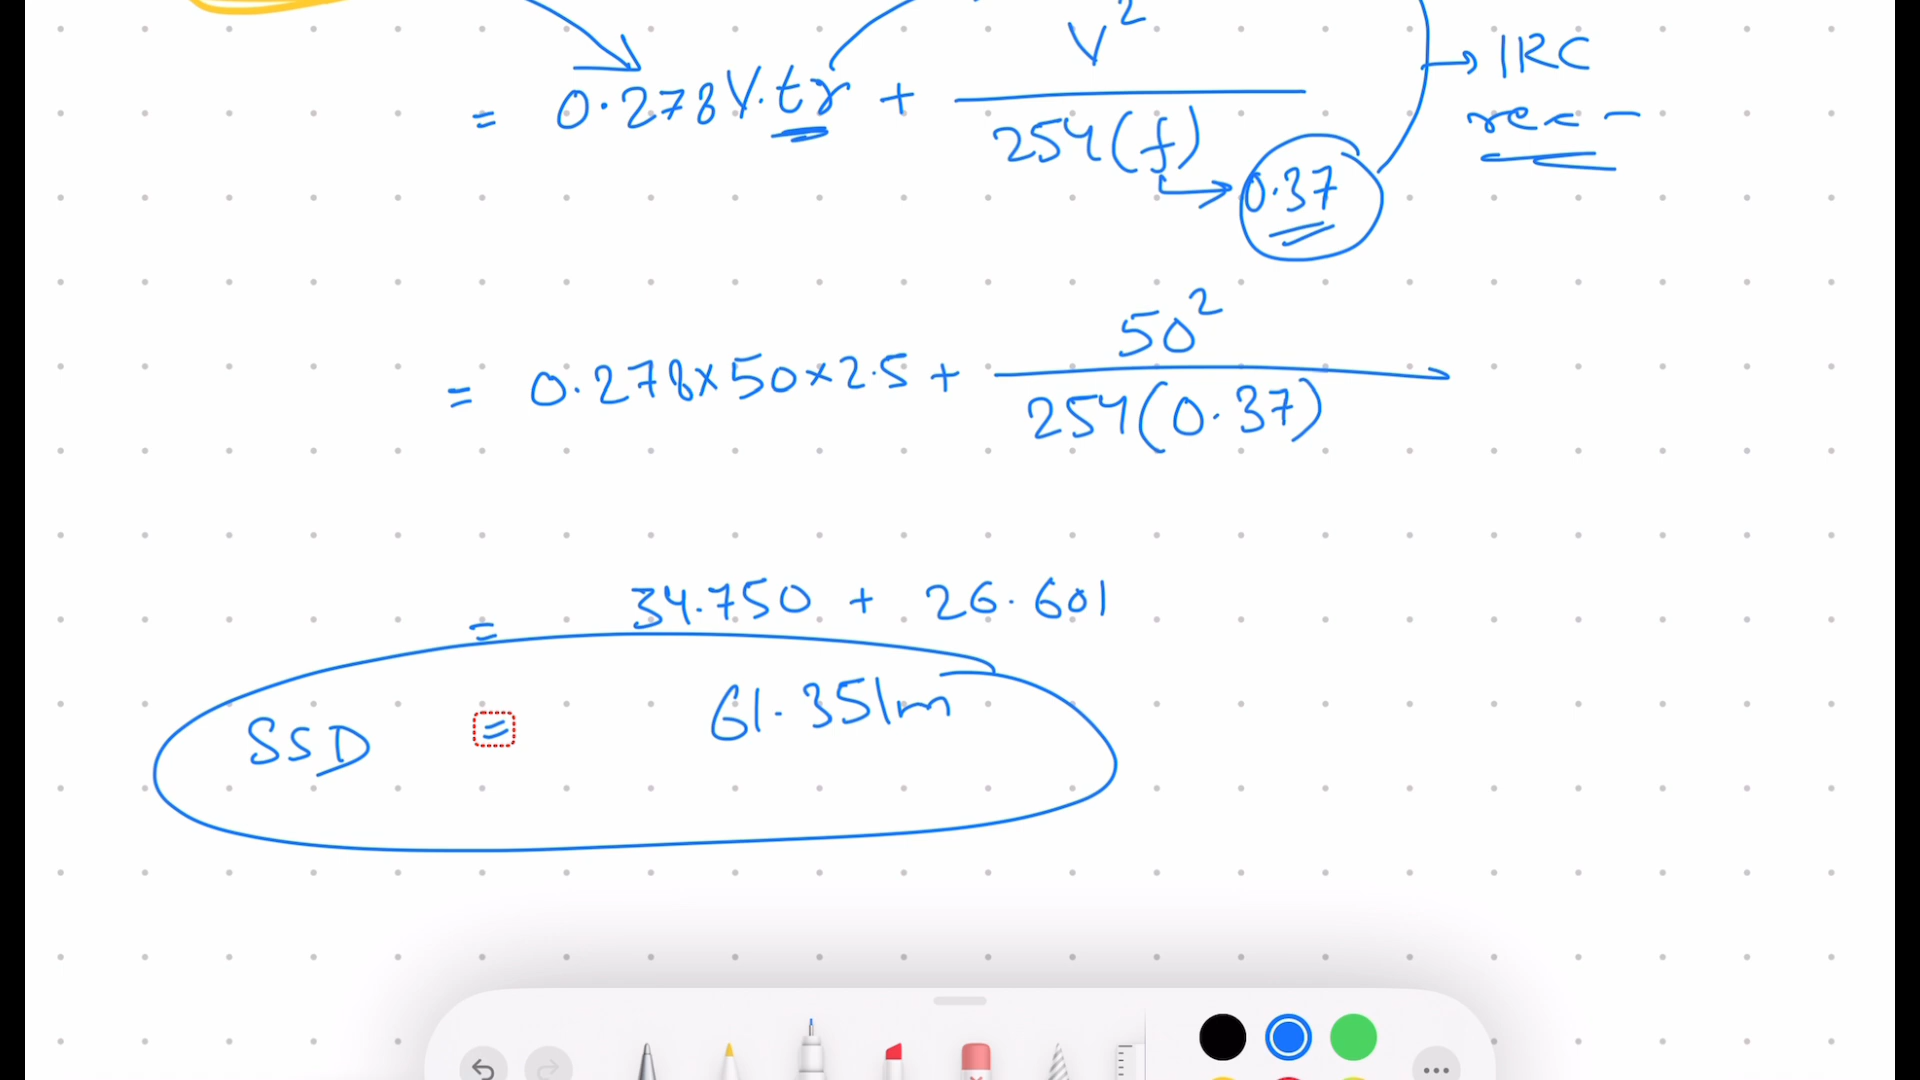 = 0.278V.tr + V² / 254(f) → 0.37 → IRC
rec -
= 0.278×50×2.5 + 50² / 254(0.37)
= 34.750 + 26.601
SSD = 61.351m